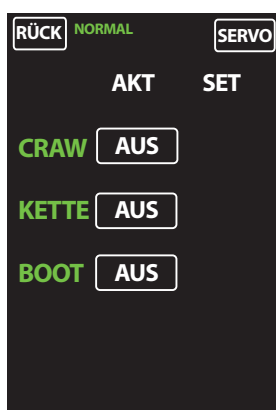 RÜCK NORMAL SERVO
AKT SET
CRAW AUS
KETTE AUS
BOOT AUS